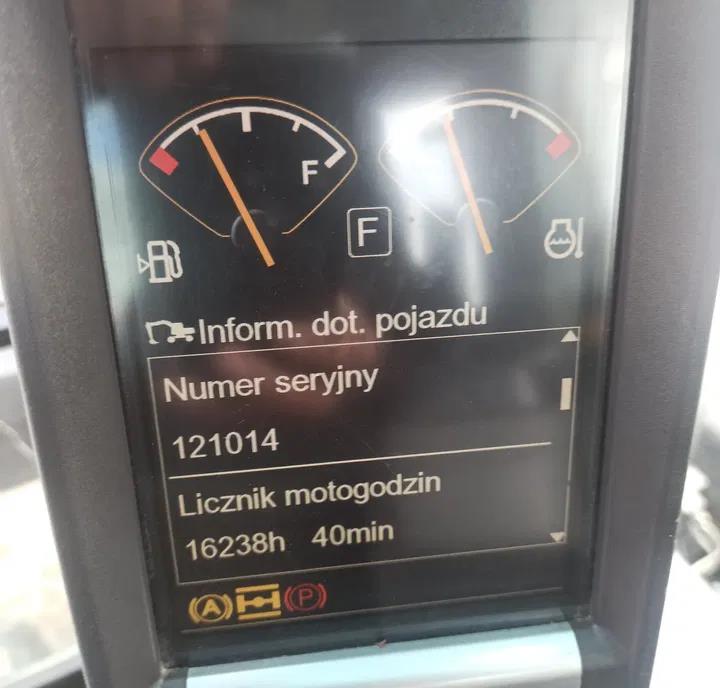 F
F
Inform. dot. pojazdu
Numer seryjny
121014
Licznik motogodzin
16238h 40min
A
P